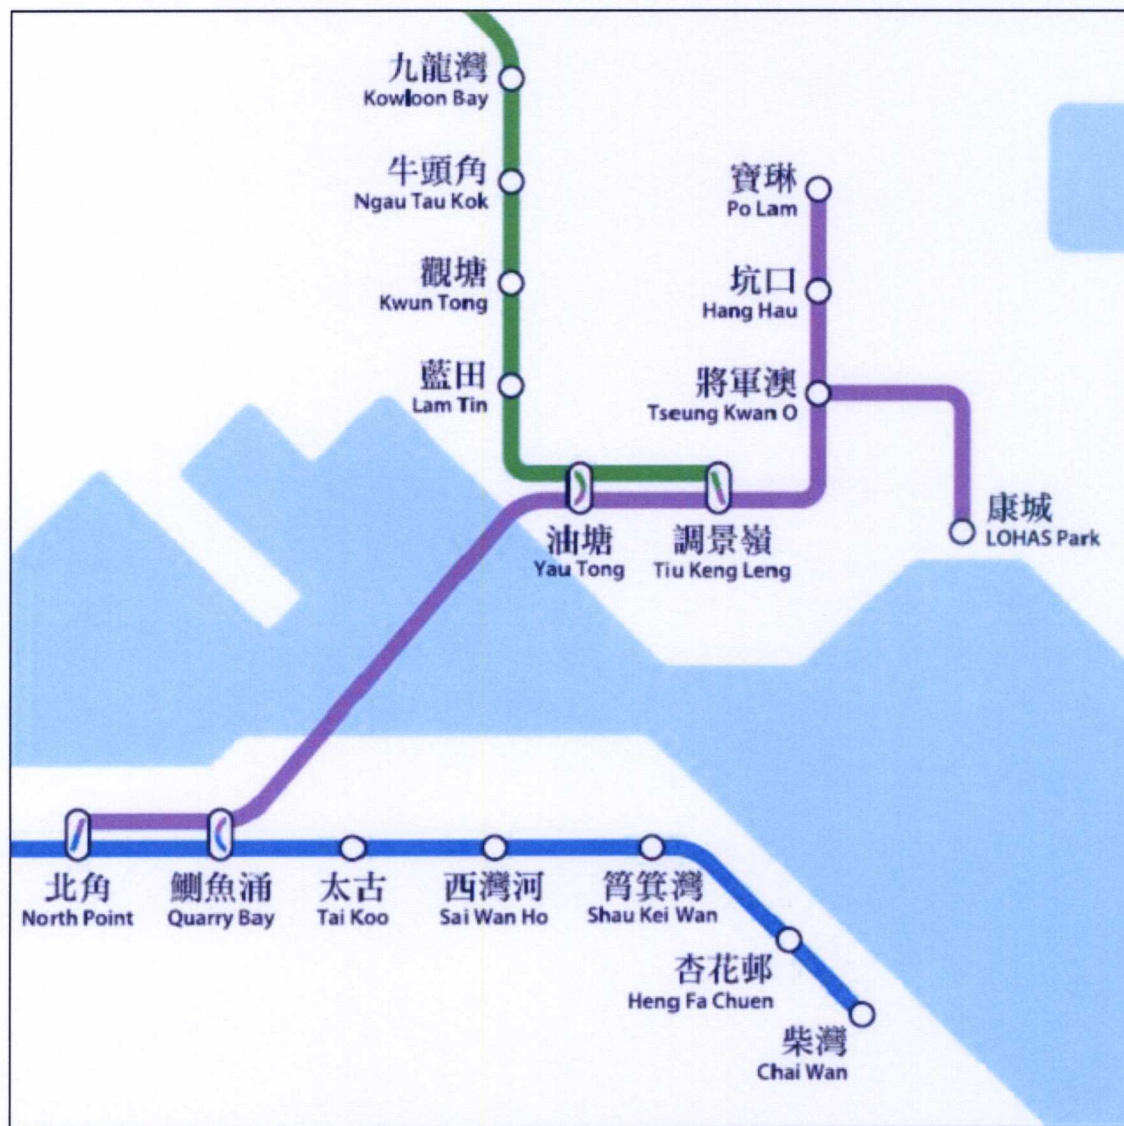 九龍灣
Kowloon Bay
牛頭角
Ngau Tau Kok
寶琳
Po Lam
觀塘
Kwun Tong
坑口
Hang Hau
藍田
Lam Tin
將軍澳
Tseung Kwan O
康城
LOHAS Park
油塘
Yau Tong
調景嶺
Tiu Keng Leng
北角
North Point
鰂魚涌
Quarry Bay
太古
Tai Koo
西灣河
Sai Wan Ho
筲箕灣
Shau Kei Wan
杏花邨
Heng Fa Chuen
柴灣
Chai Wan